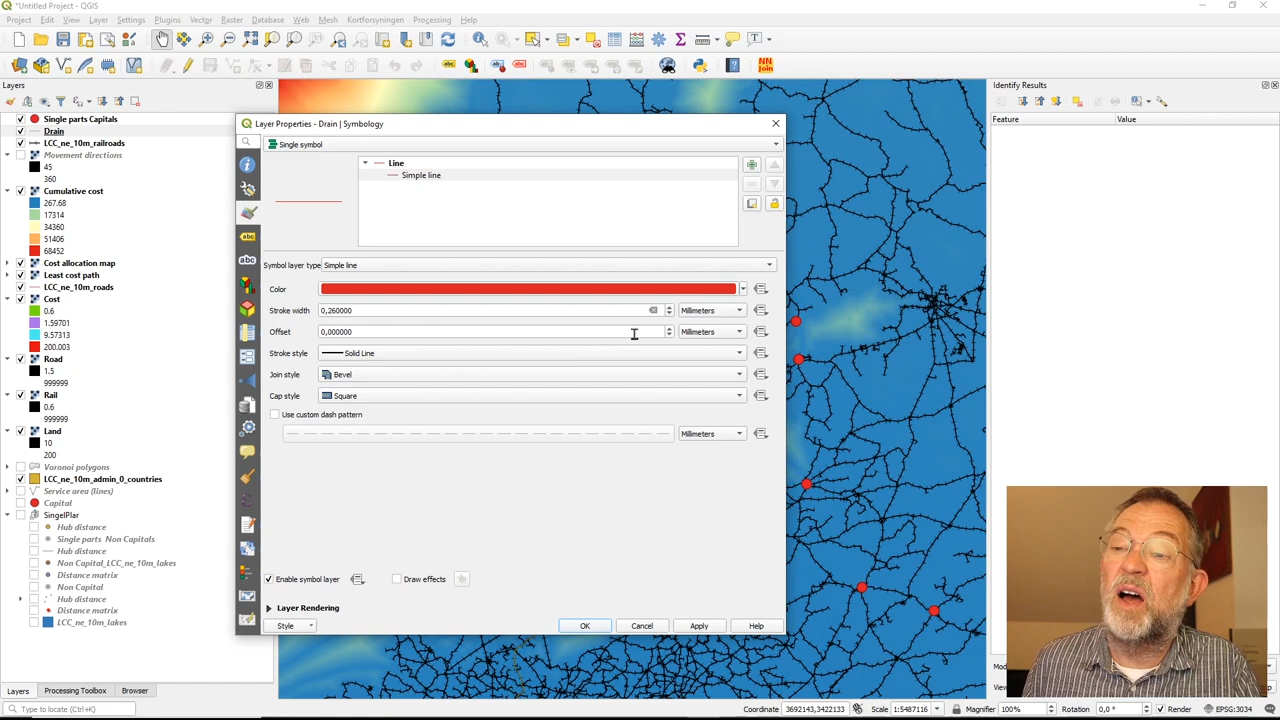 *Untitled Project - QGIS
Project Edit View Layer Settings Plugins Vector Raster Database Web Mesh Kortforsyningen Processing Help
Layers
Single parts Capitals
Drain
LCC_ne_10m_railroads
Movement directions
45
360
Cumulative cost
267.68
17314
34360
51406
68452
Cost allocation map
Least cost path
LCC_ne_10m_roads
Cost
0.6
1.59701
9.57313
200.003
Road
1.5
999999
Rail
0.6
999999
Land
10
200
Voronoi polygons
LCC_ne_10m_admin_0_countries
Service area (lines)
Capital
SingelPlar
Hub distance
Single parts Non Capitals
Hub distance
Non Capital_LCC_ne_10m_lakes
Distance matrix
Non Capital
Hub distance
Distance matrix
LCC_ne_10m_lakes
Layers Processing Toolbox Browser
Layer Properties - Drain | Symbology
Single symbol
Line
Simple line
Symbol layer type Simple line
Color
Stroke width 0,260000 Millimeters
Offset 0,000000 Millimeters
Stroke style Solid Line
Join style Bevel
Cap style Square
Use custom dash pattern
Millimeters
Enable symbol layer Draw effects
Layer Rendering
Style OK Cancel Apply Help
NN
Join
Identify Results
Feature Value
Type to locate (Ctrl+K)
Coordinate 3692143,3422133 Scale 1:5487116 Magnifier 100% Rotation 0,0 ° Render EPSG:3034